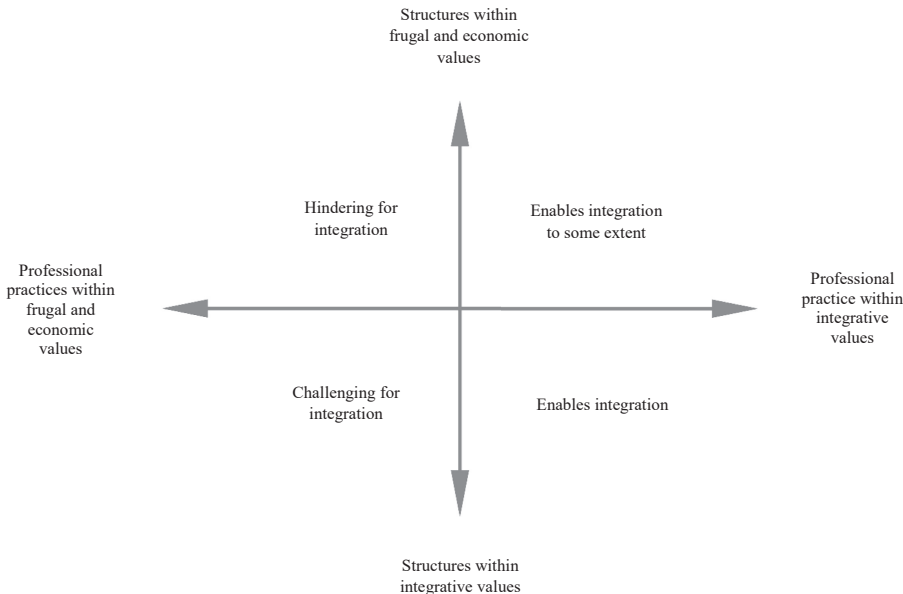 Structures within
frugal and economic
values
Hindering for
integration
Enables integration
to some extent
Professional
practices within
frugal and
economic
values
Professional
practice within
integrative
values
Challenging for
integration
Enables integration
Structures within
integrative values